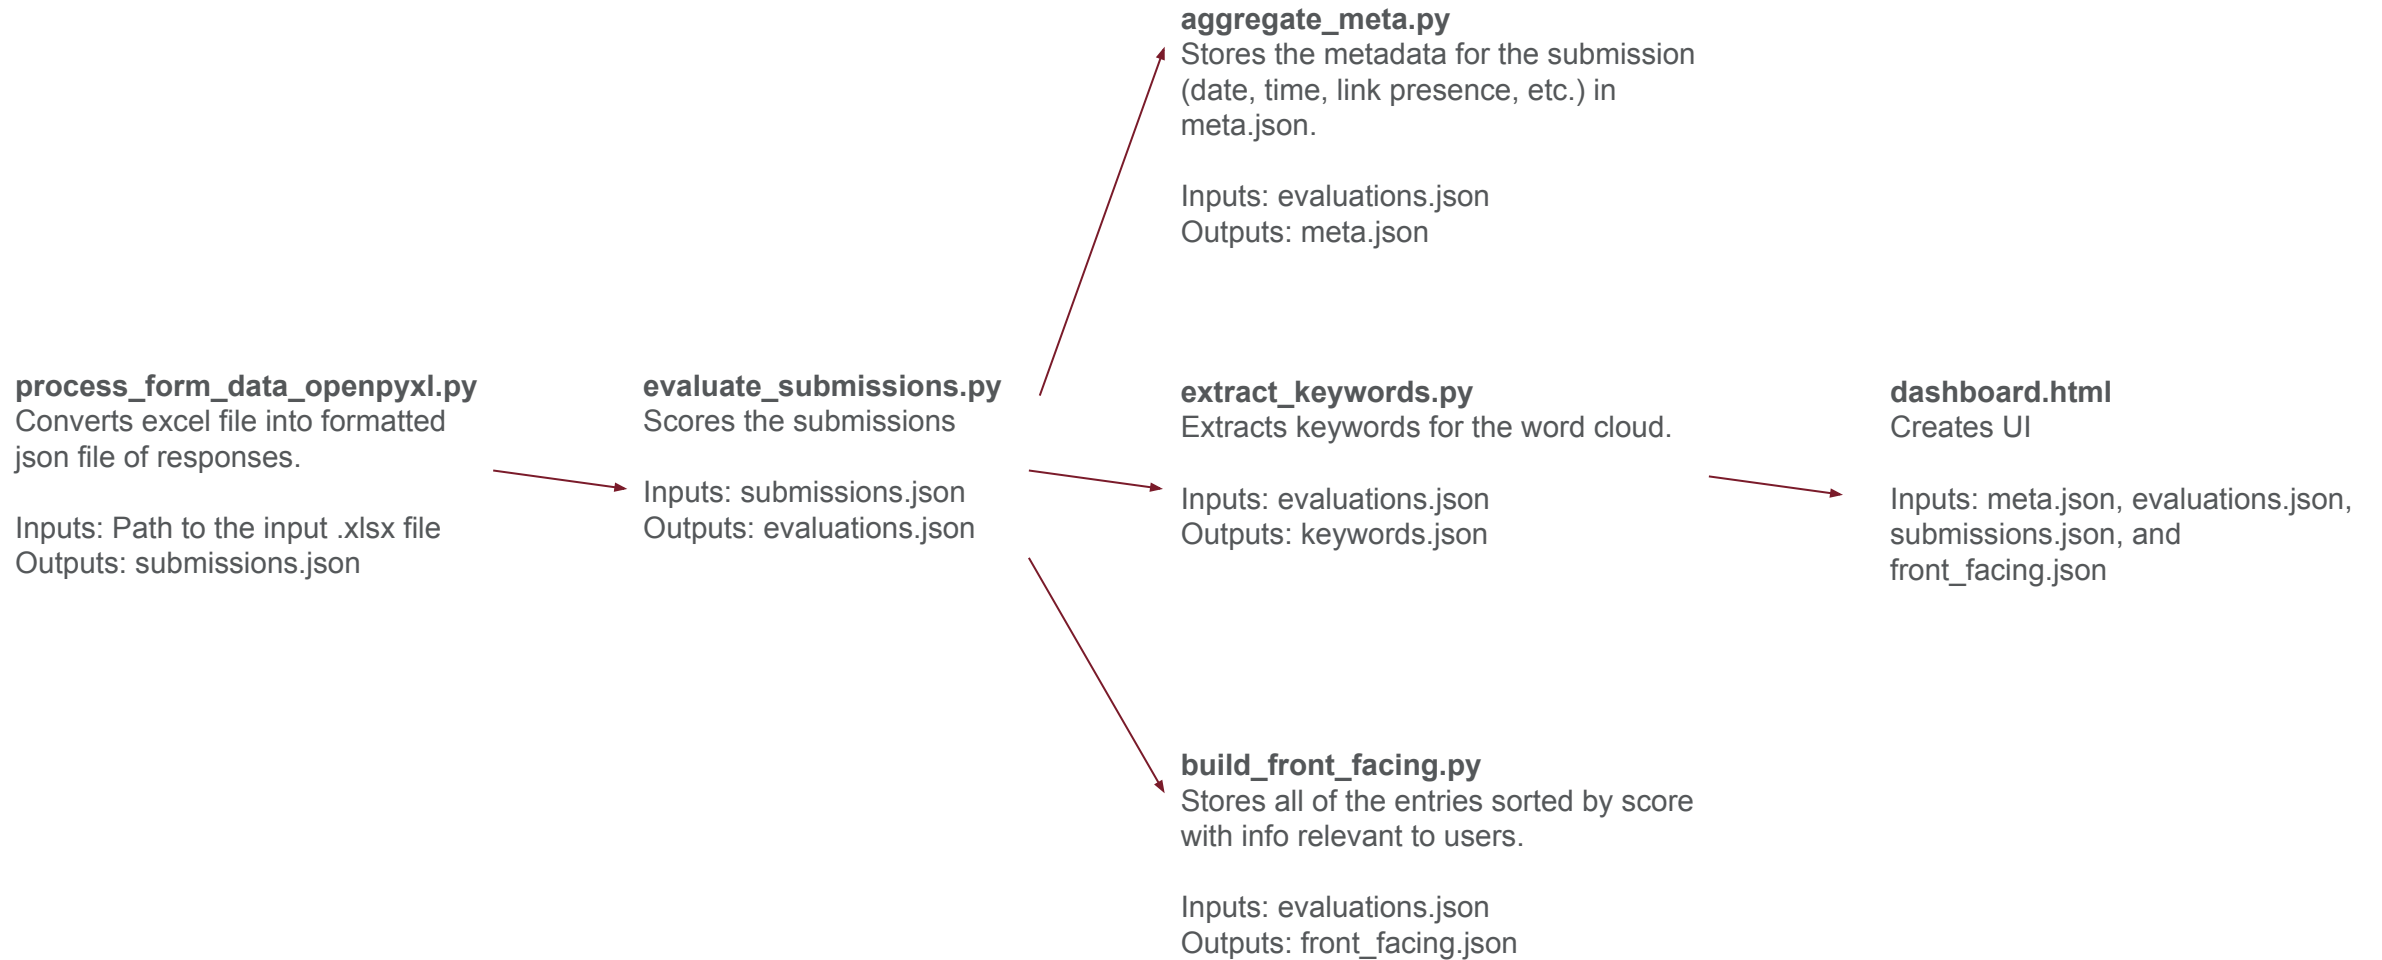 aggregate_meta.py
Stores the metadata for the submission
(date, time, link presence, etc.) in
meta.json.
Inputs: evaluations.json
Outputs: meta.json
process_form_data_openpyxl.py
Converts excel file into formatted
json file of responses.
Inputs: Path to the input .xlsx file
Outputs: submissions.json
evaluate_submissions.py
Scores the submissions
Inputs: submissions.json
Outputs: evaluations.json
extract_keywords.py
Extracts keywords for the word cloud.
Inputs: evaluations.json
Outputs: keywords.json
dashboard.html
Creates UI
Inputs: meta.json, evaluations.json,
submissions.json, and
front_facing.json
build_front_facing.py
Stores all of the entries sorted by score
with info relevant to users.
Inputs: evaluations.json
Outputs: front_facing.json